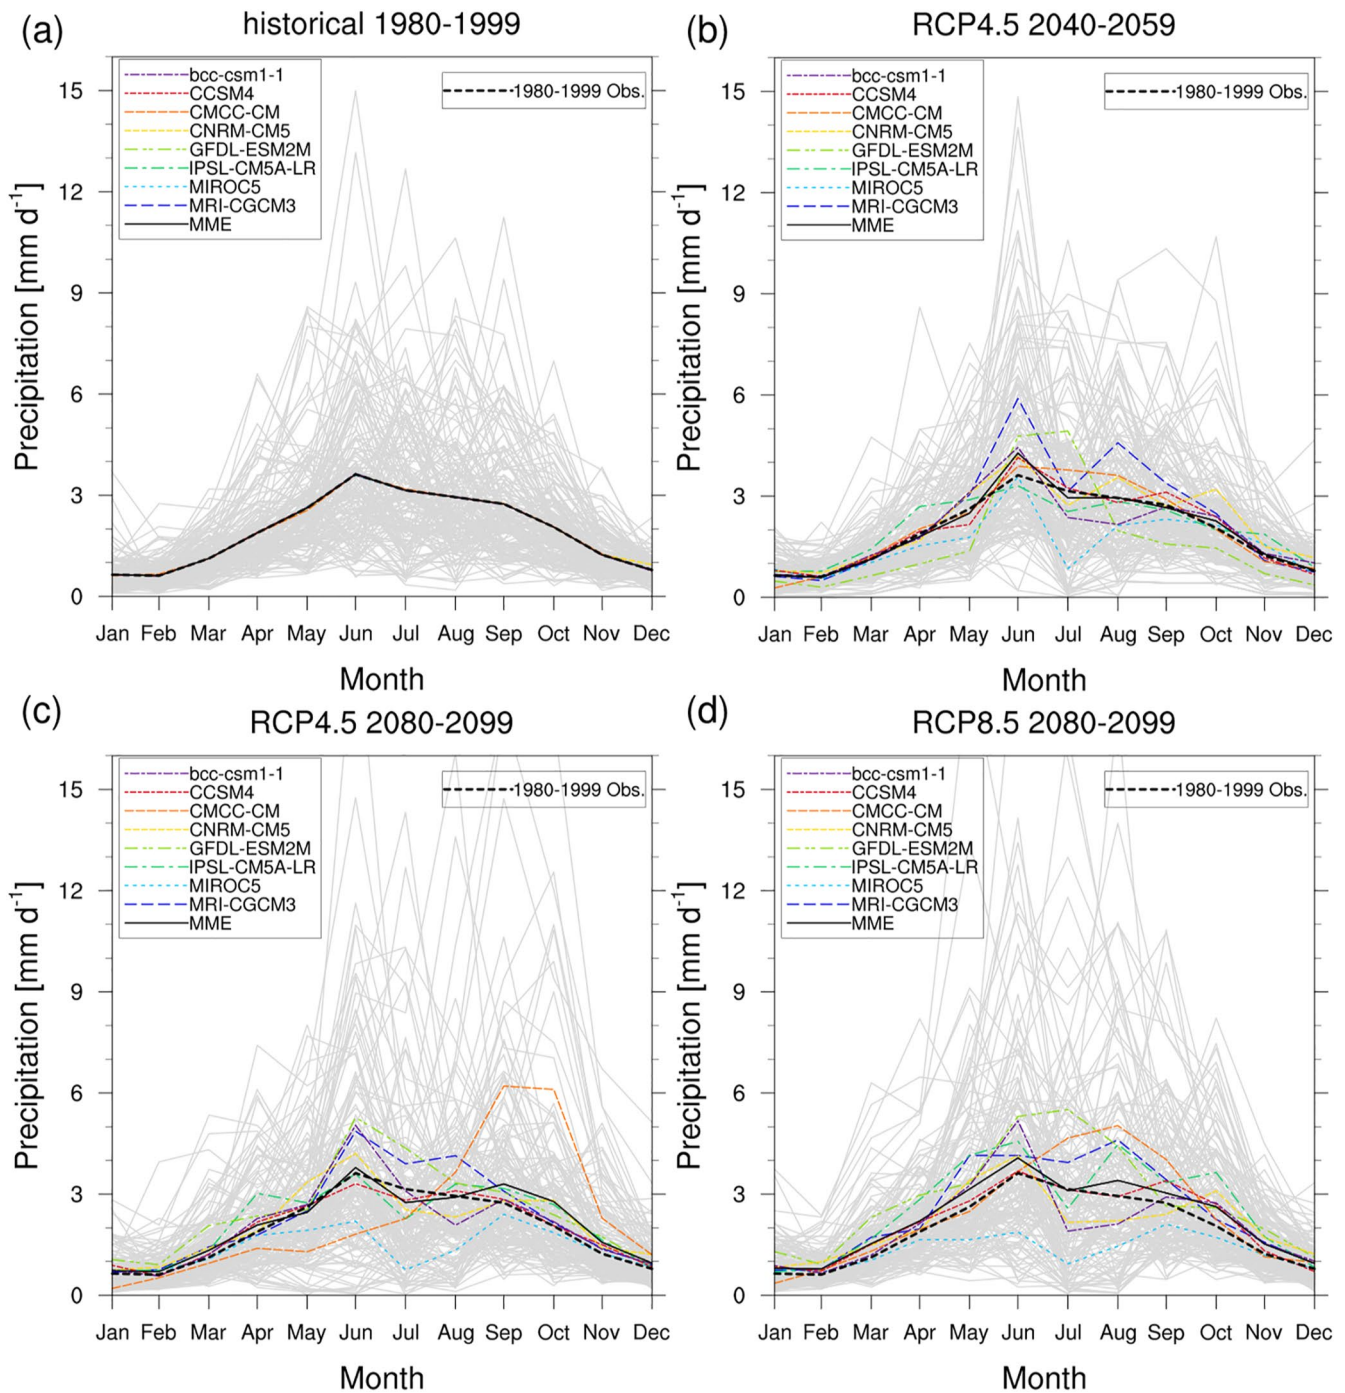 (a)
historical 1980-1999
bcc-csm1-1
CCSM4
CMCC-CM
CNRM-CM5
GFDL-ESM2M
IPSL-CM5A-LR
MIROC5
MRI-CGCM3
MME
1980-1999 Obs.
Precipitation [mm d-1]
15
12
9
6
3
0
Jan Feb Mar Apr May Jun Jul Aug Sep Oct Nov Dec
Month
(b)
RCP4.5 2040-2059
bcc-csm1-1
CCSM4
CMCC-CM
CNRM-CM5
GFDL-ESM2M
IPSL-CM5A-LR
MIROC5
MRI-CGCM3
MME
1980-1999 Obs.
Precipitation [mm d-1]
15
12
9
6
3
0
Jan Feb Mar Apr May Jun Jul Aug Sep Oct Nov Dec
Month
(c)
RCP4.5 2080-2099
bcc-csm1-1
CCSM4
CMCC-CM
CNRM-CM5
GFDL-ESM2M
IPSL-CM5A-LR
MIROC5
MRI-CGCM3
MME
1980-1999 Obs.
Precipitation [mm d-1]
15
12
9
6
3
0
Jan Feb Mar Apr May Jun Jul Aug Sep Oct Nov Dec
Month
(d)
RCP8.5 2080-2099
bcc-csm1-1
CCSM4
CMCC-CM
CNRM-CM5
GFDL-ESM2M
IPSL-CM5A-LR
MIROC5
MRI-CGCM3
MME
1980-1999 Obs.
Precipitation [mm d-1]
15
12
9
6
3
0
Jan Feb Mar Apr May Jun Jul Aug Sep Oct Nov Dec
Month